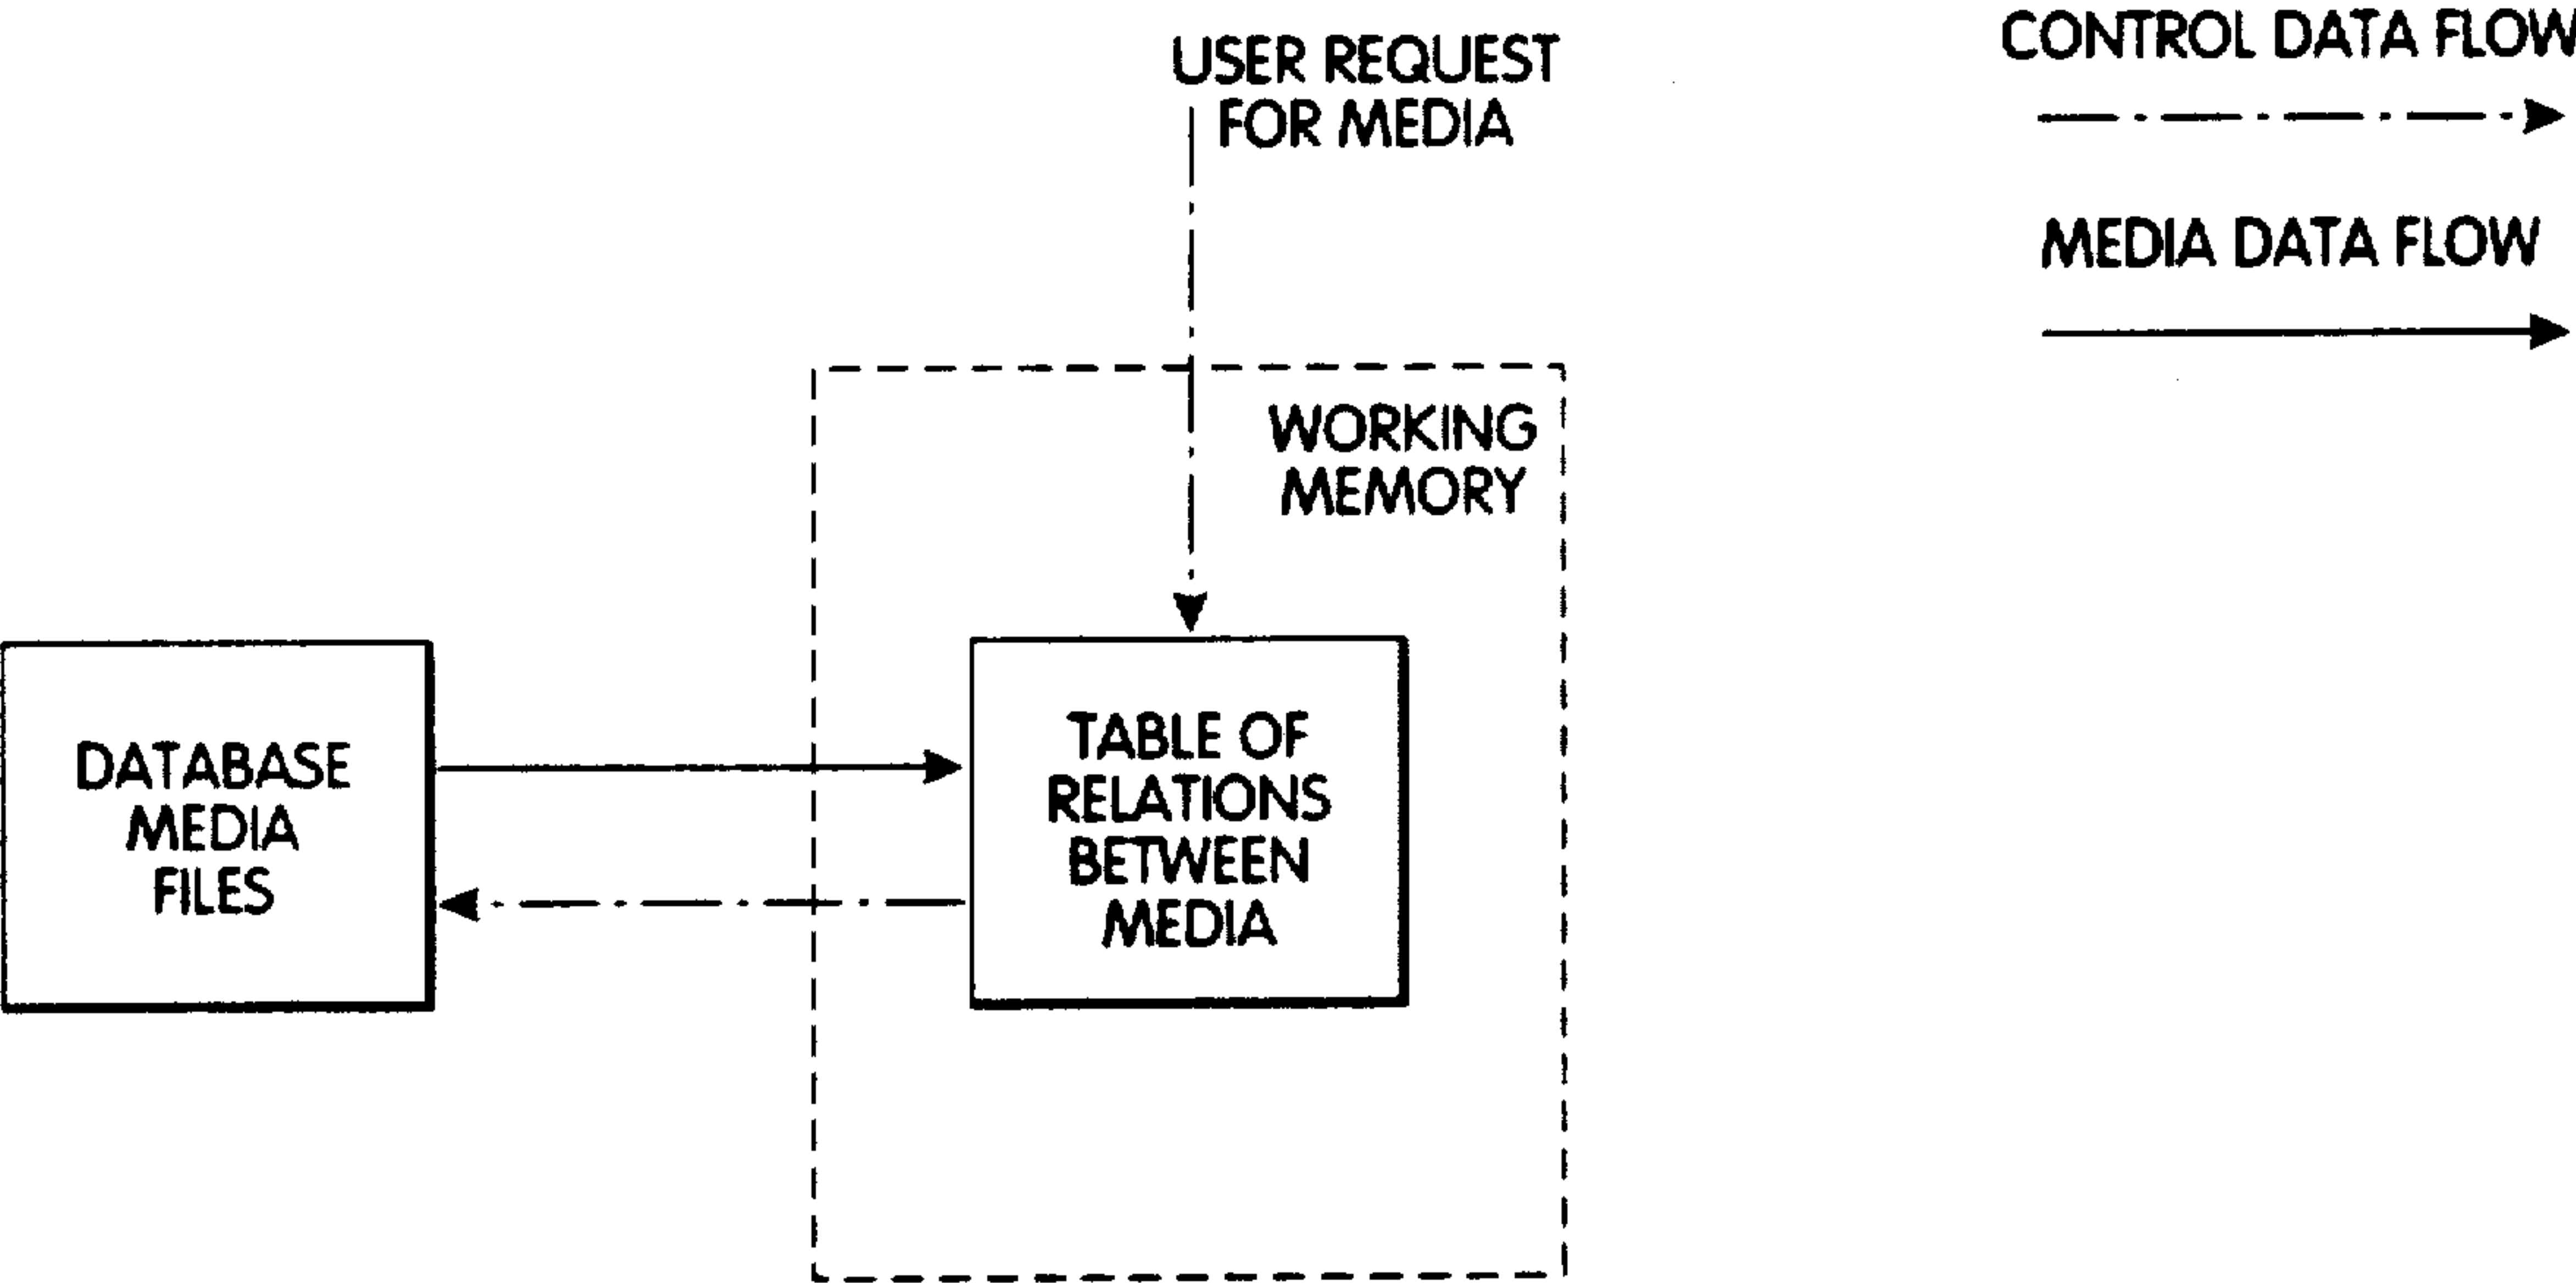 USER REQUEST
FOR MEDIA
CONTROL DATA FLOW
MEDIA DATA FLOW
WORKING
MEMORY
DATABASE
MEDIA
FILES
TABLE OF
RELATIONS
BETWEEN
MEDIA